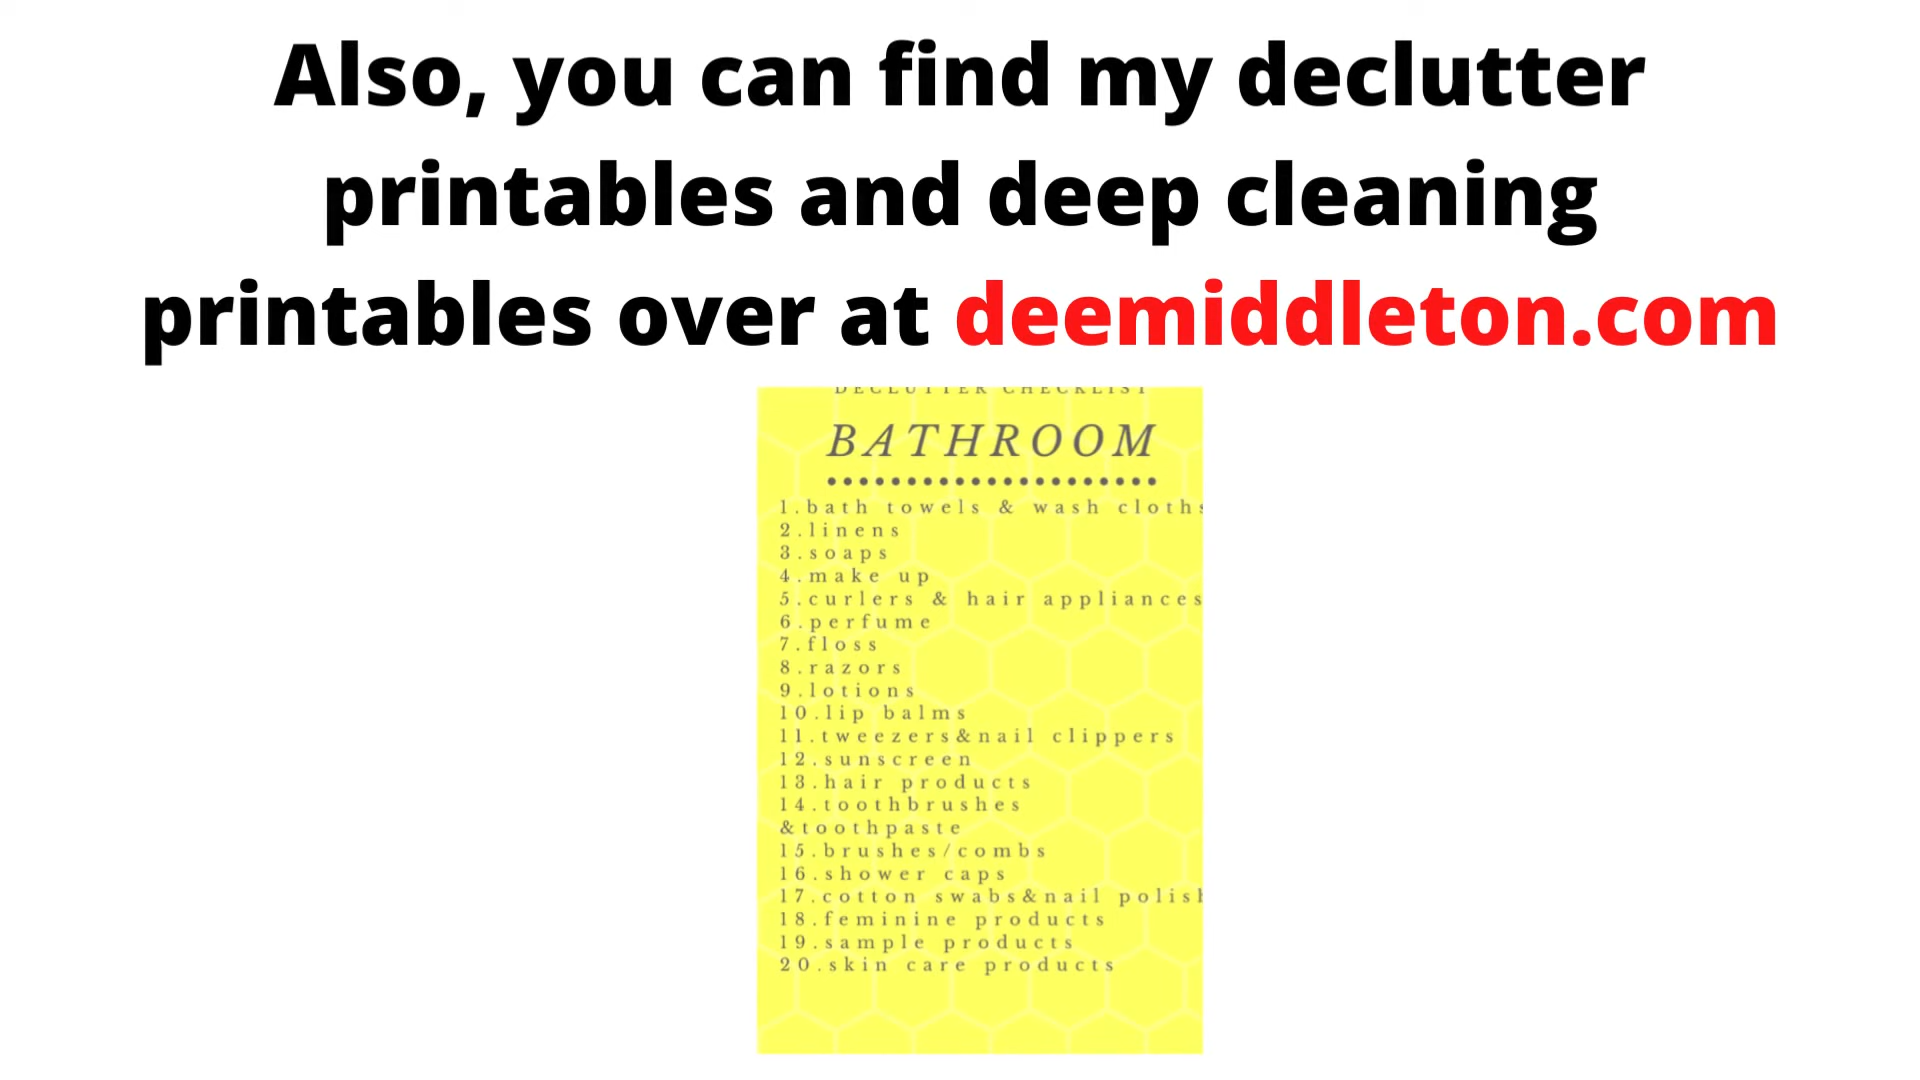 Also, you can find my declutter
printables and deep cleaning
printables over at deemiddleton.com
DECLUTTER CHECKLIST
BATHROOM
1.bath towels & wash cloths
2.linens
3.soaps
4.make up
5.curlers & hair appliances
6.perfume
7.floss
8.razors
9.lotions
10.lip balms
11.tweezers&nail clippers
12.sunscreen
13.hair products
14.toothbrushes
&toothpaste
15.brushes/combs
16.shower caps
17.cotton swabs&nail polish
18.feminine products
19.sample products
20.skin care products